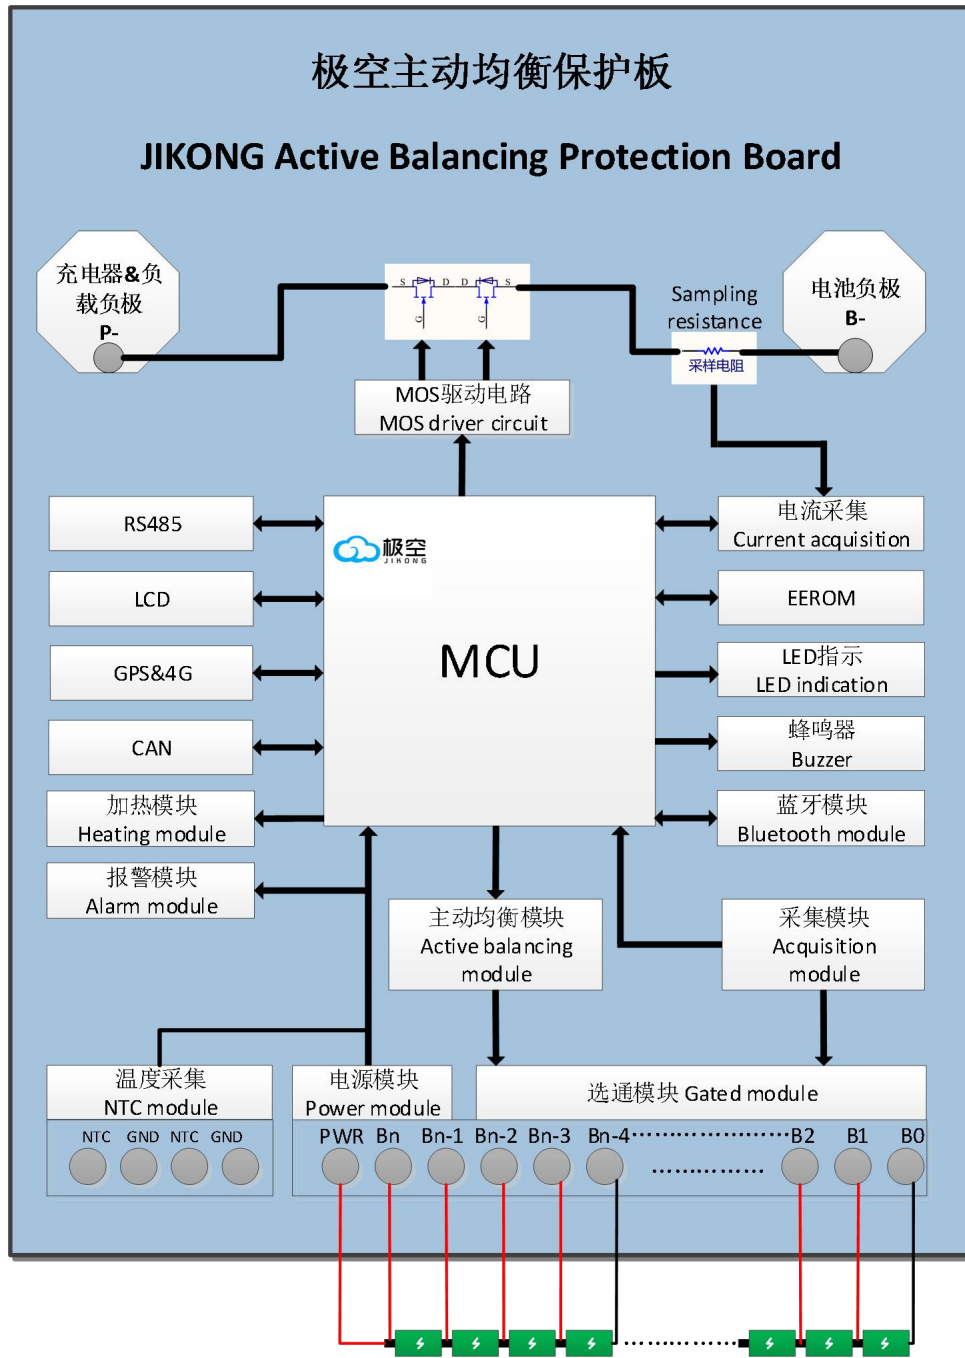 极空主动均衡保护板
JIKONG Active Balancing Protection Board
充电器&负
载负极
P-
S D D S
G G
Sampling
resistance
采样电阻
电池负极
B-
MOS驱动电路
MOS driver circuit
RS485
极空
JIKONG
电流采集
Current acquisition
LCD
EEROM
MCU
GPS&4G
LED指示
LED indication
CAN
蜂鸣器
Buzzer
加热模块
Heating module
蓝牙模块
Bluetooth module
报警模块
Alarm module
主动均衡模块
Active balancing
module
采集模块
Acquisition
module
温度采集
NTC module
电源模块
Power module
选通模块 Gated module
NTC GND NTC GND
PWR Bn Bn-1 Bn-2 Bn-3 Bn-4 B2 B1 B0